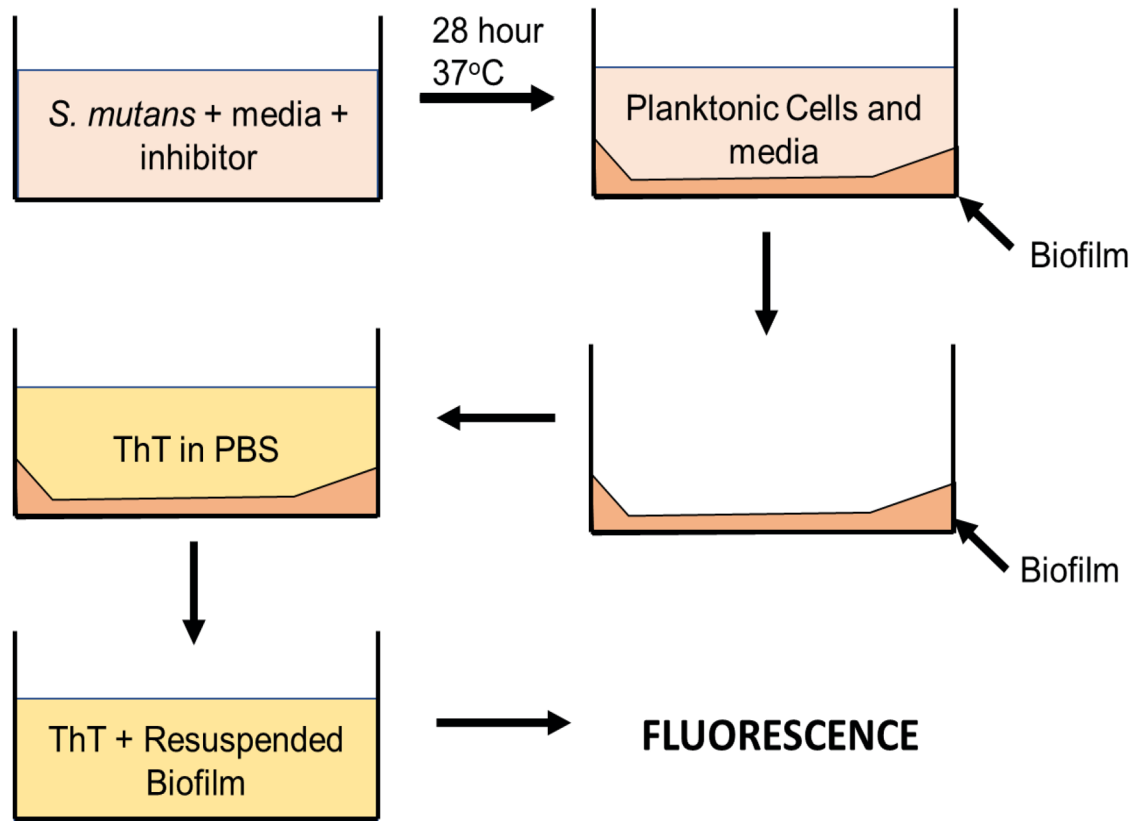 S. mutans + media +
inhibitor
28 hour
37°C
Planktonic Cells and
media
Biofilm
Biofilm
ThT in PBS
ThT + Resuspended
Biofilm
FLUORESCENCE